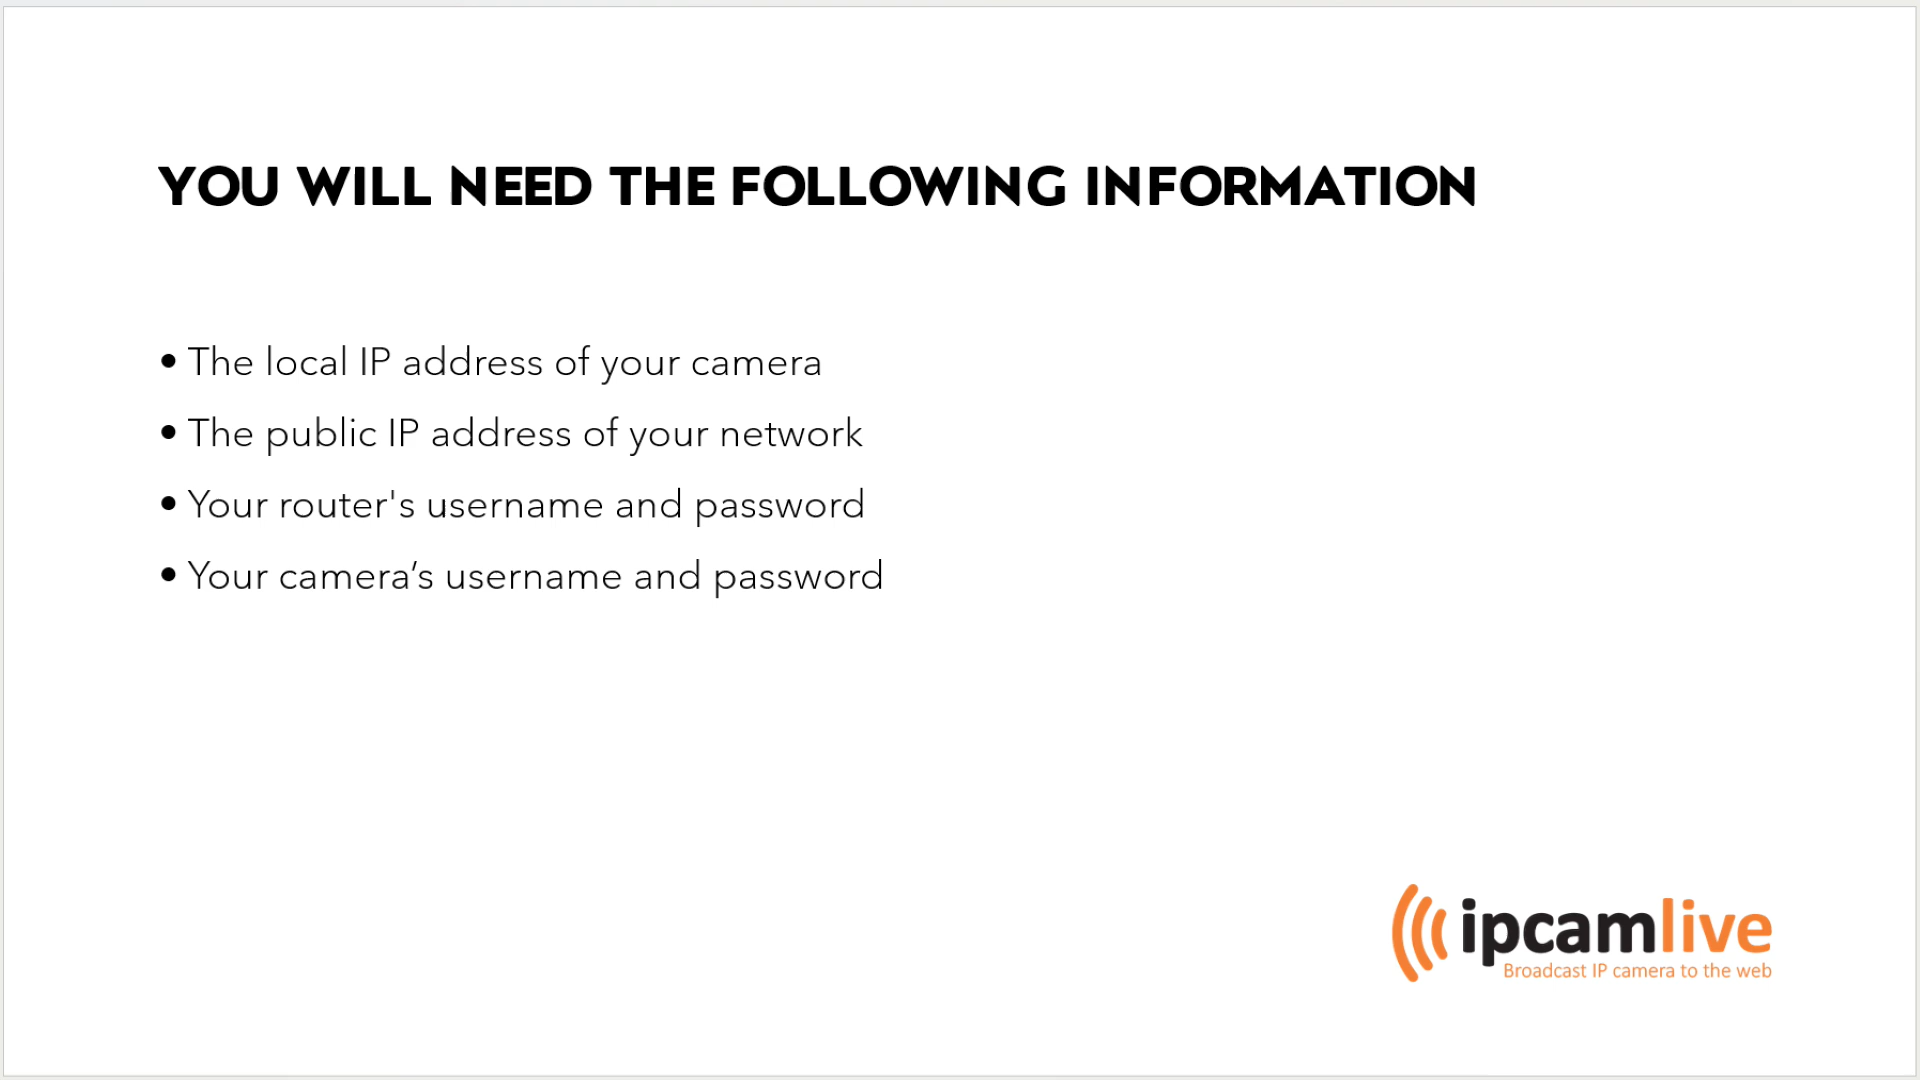 YOU WILL NEED THE FOLLOWING INFORMATION
• The local IP address of your camera
• The public IP address of your network
• Your router's username and password
• Your camera’s username and password
ipcamlive
Broadcast IP camera to the web